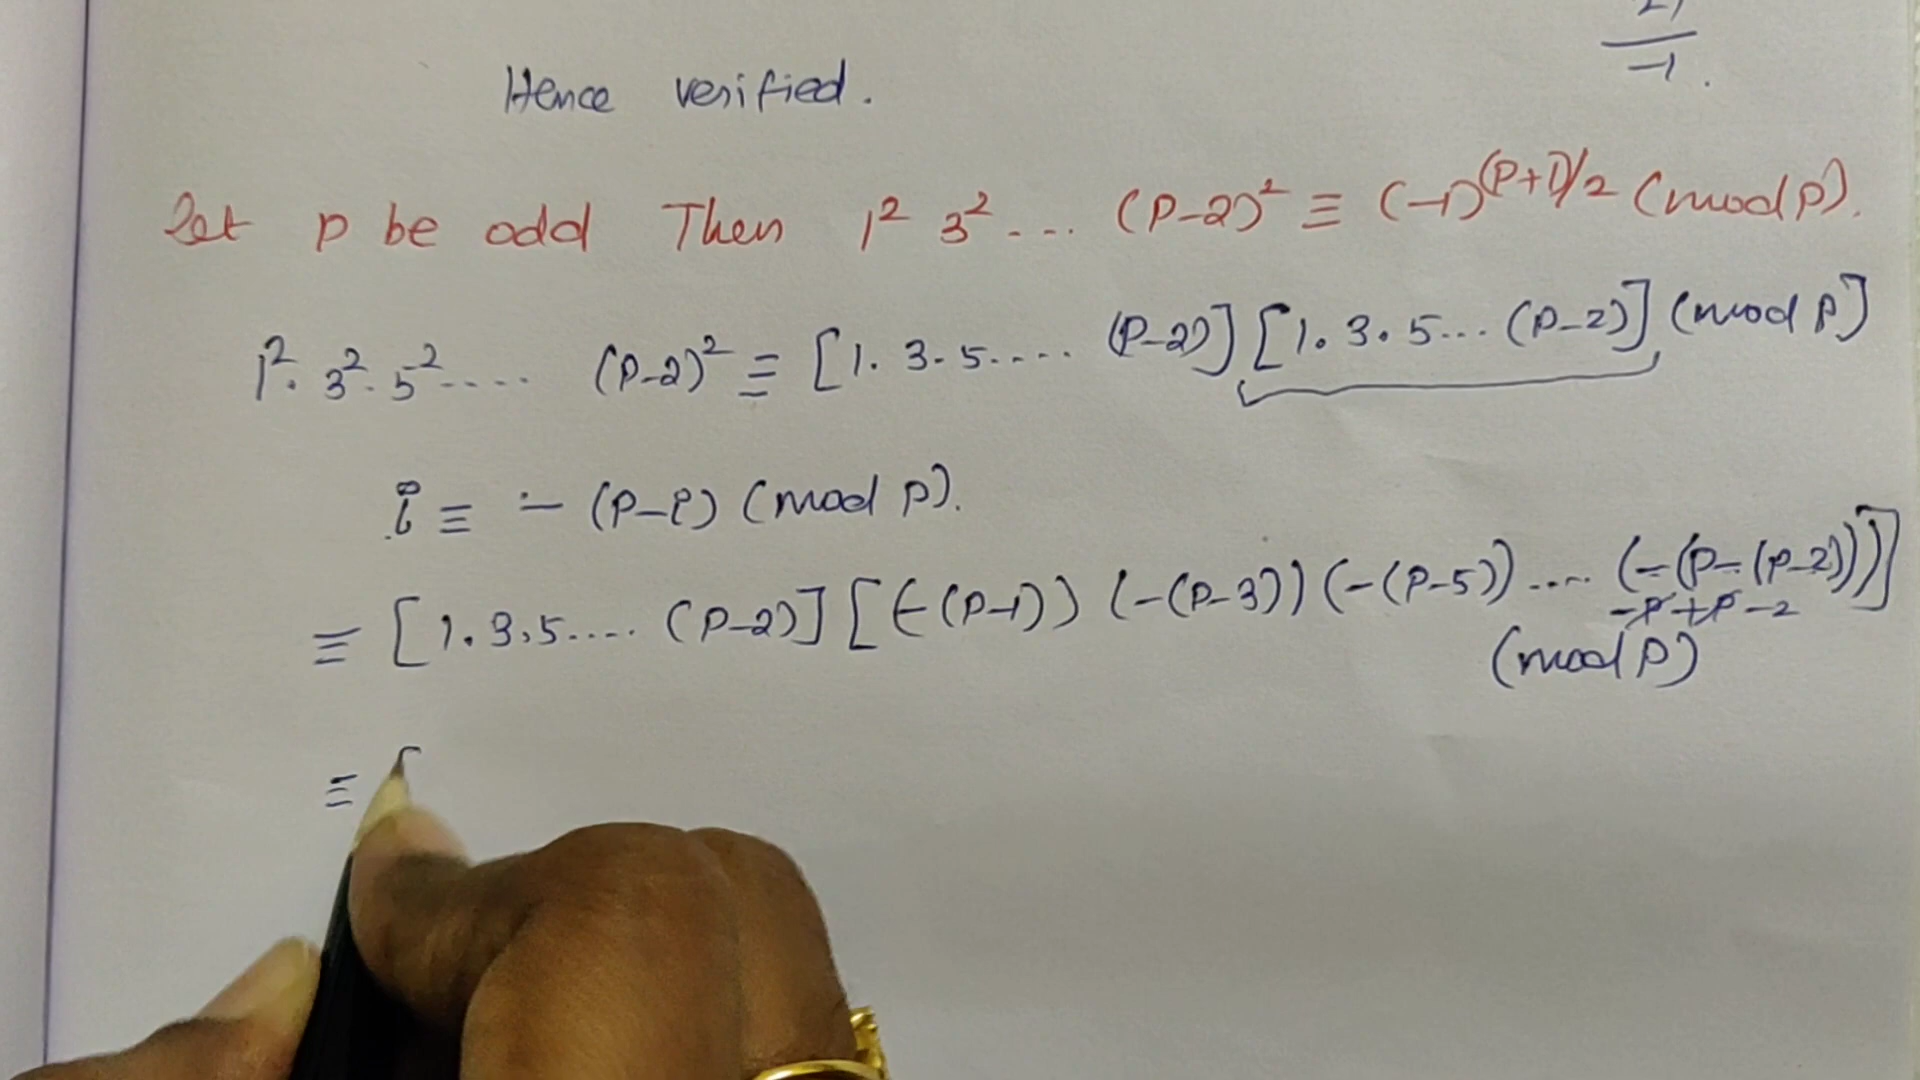 -1.
Hence verified.
Let p be odd Then 1² 3² ... (P-2)² ≡ (-1)^(P+1)/2 (mod p).
1². 3². 5² .... (P-2)² ≡ [1. 3. 5. .... (P-2)] [1. 3. 5... (P-2)] (mod p]
i ≡ - (P-i) (mod p).
≡ [1. 3. 5. .... (P-2)] [(-(P-1)) (-(P-3)) (-(P-5)) .... (-(P-(P-2)))]
-p+p-2
(mod P)
≡ [